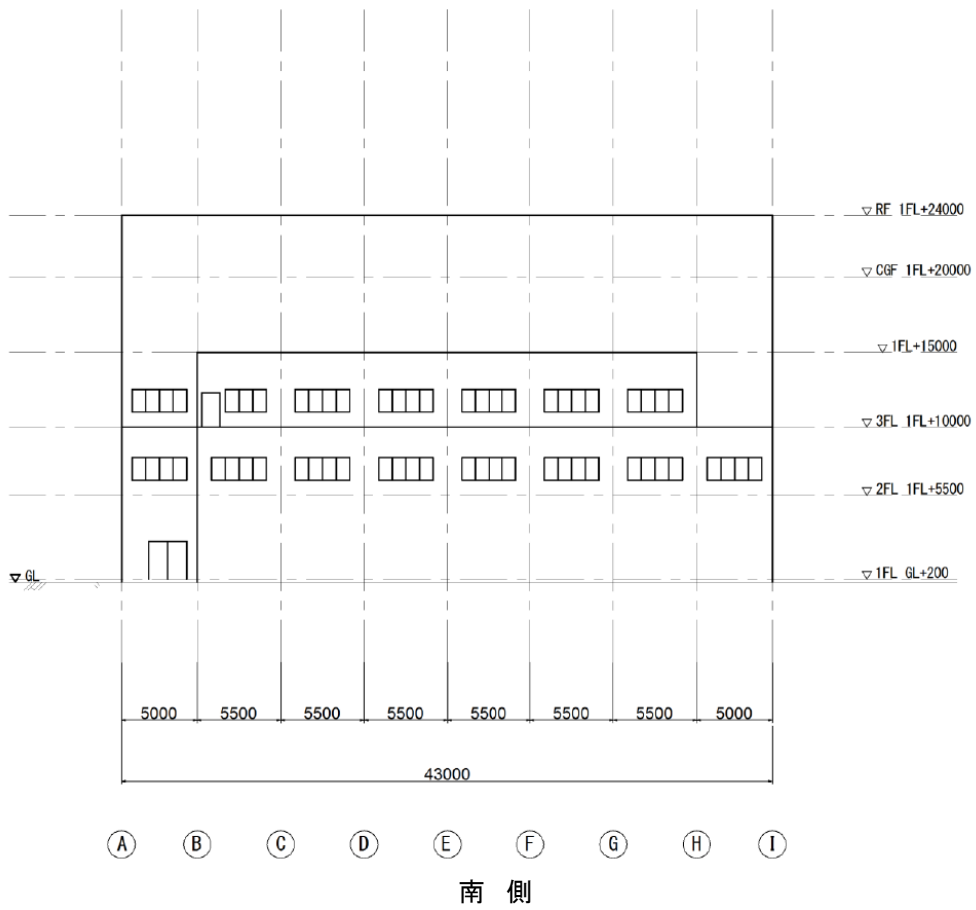 ▽ RF 1FL+24000
▽ CGF 1FL+20000
▽ 1FL+15000
▽ 3FL 1FL+10000
▽ 2FL 1FL+5500
▽ GL
▽ 1FL GL+200
5000 5500 5500 5500 5500 5500 5500 5000
43000
A B C D E F G H I
南側